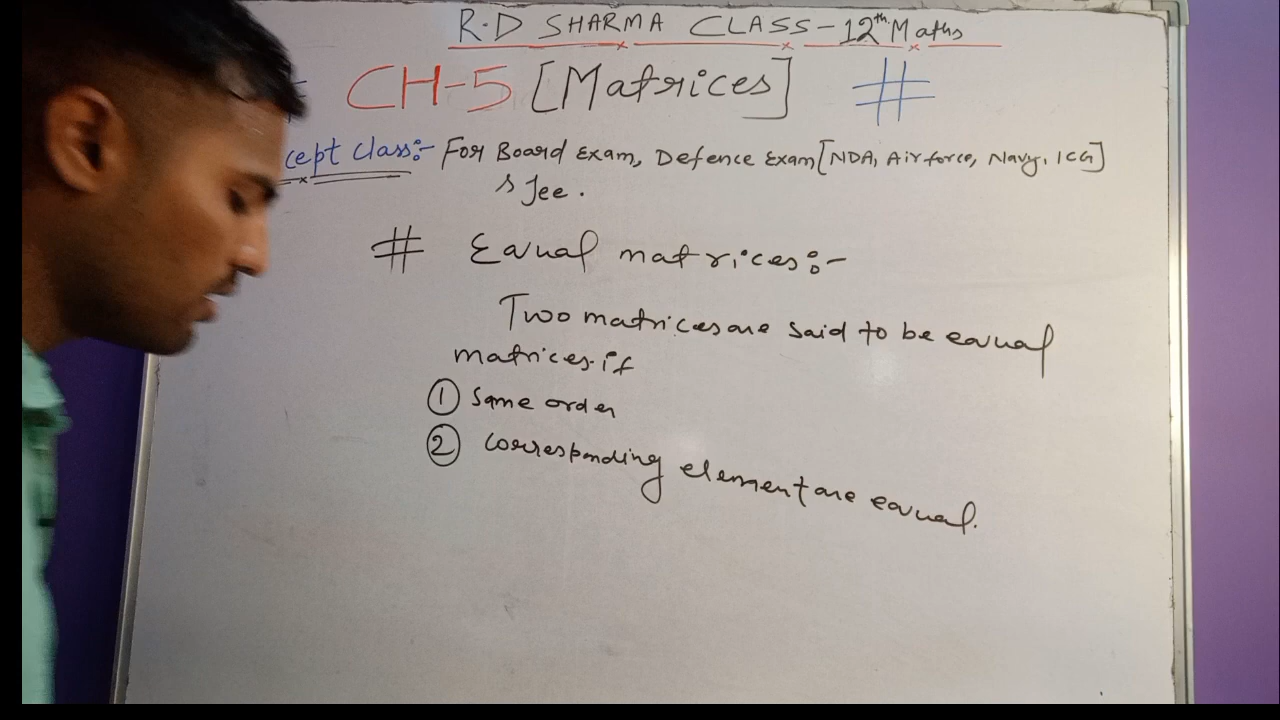 R.D SHARMA CLASS-12th Maths
# CH-5 [Matrices] #
cept class:- For Board Exam, Defence Exam [NDA, Airforce, Navy, ICG]
& Jee.
# Equal matrices:-
Two matrices are said to be equal
matrices if
① Same order
② Corresponding element are equal.